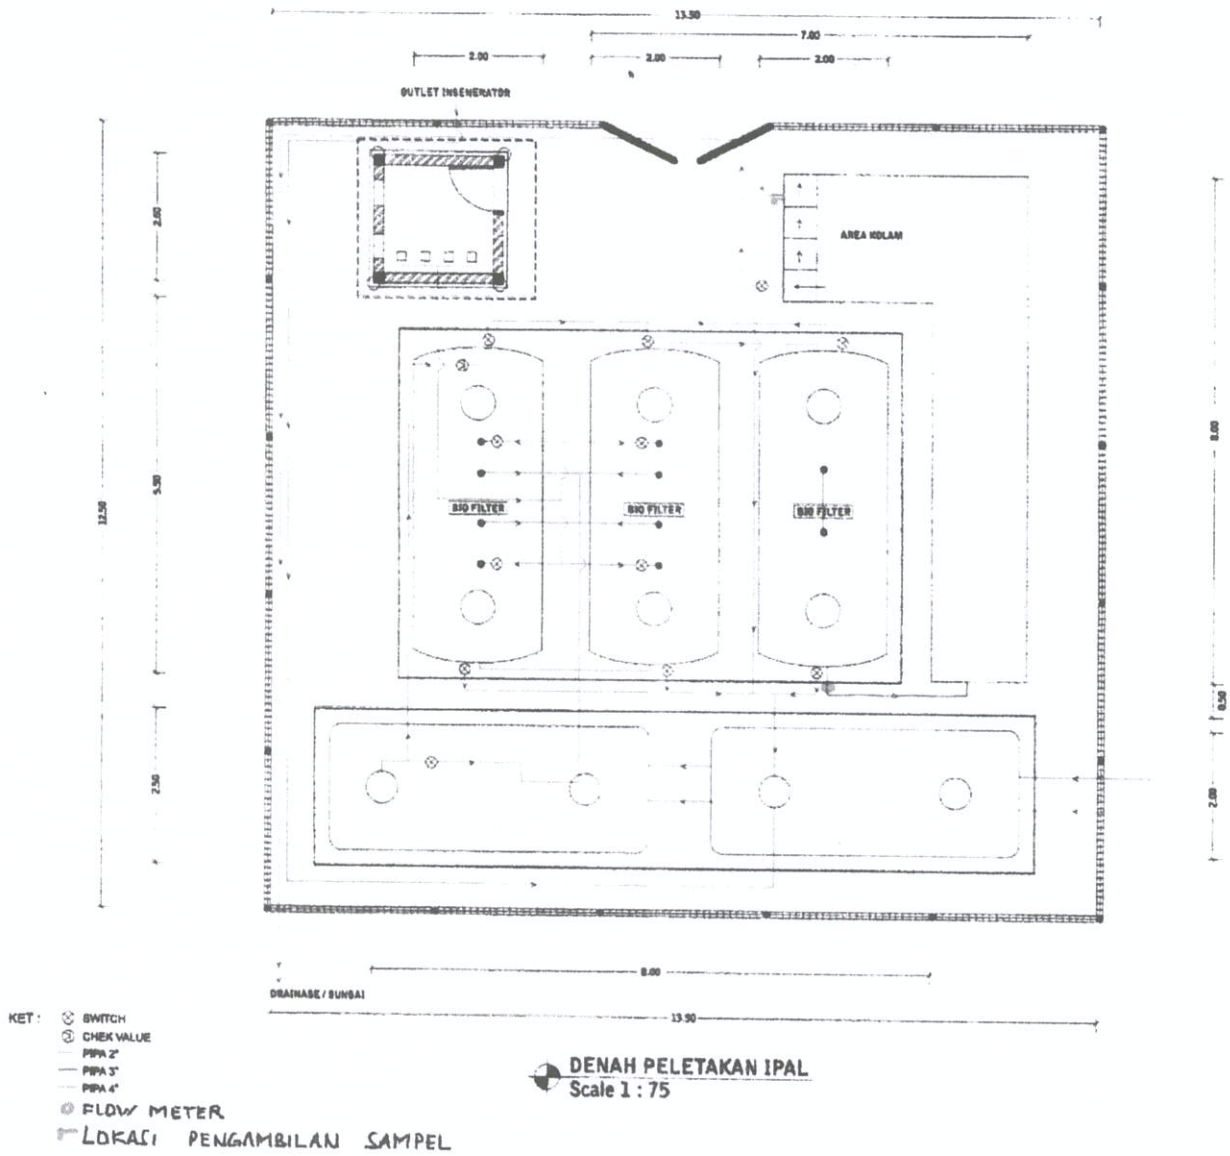 13.50
7.00
2.00
2.00
2.00
OUTLET INSENERATOR
2.60
AREA KOLAM
8.00
5.50
12.50
BIO FILTER
BIO FILTER
BIO FILTER
0.50
2.50
2.00
8.00
DRAINASE / SUNGAI
13.50
KET :
SWITCH
CHEK VALUE
PIPA 2"
PIPA 3"
PIPA 4"
FLOW METER
LOKASI PENGAMBILAN SAMPEL
DENAH PELETAKAN IPAL
Scale 1 : 75